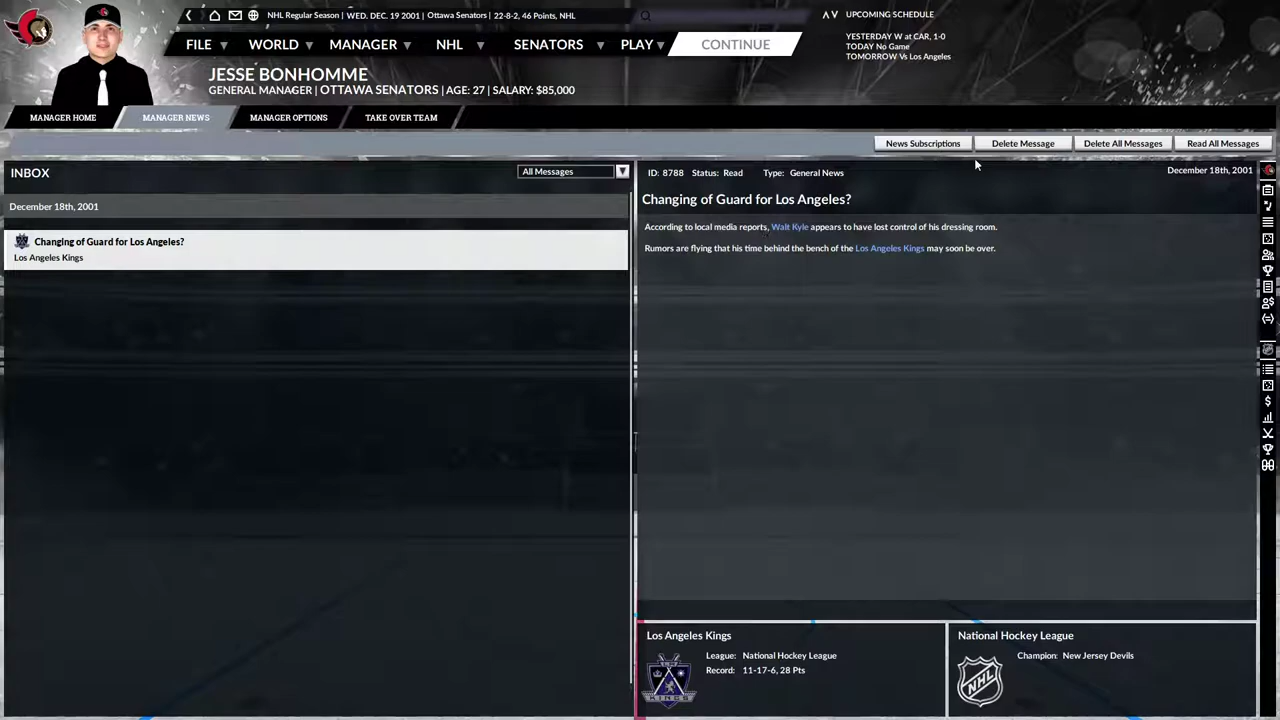 NHL Regular Season | WED. DEC. 19 2001 | Ottawa Senators | 22-8-2, 46 Points, NHL
UPCOMING SCHEDULE
YESTERDAY W at CAR, 1-0
TODAY No Game
TOMORROW Vs Los Angeles
FILE WORLD MANAGER NHL SENATORS PLAY CONTINUE
JESSE BONHOMME
GENERAL MANAGER | OTTAWA SENATORS | AGE: 27 | SALARY: $85,000
MANAGER HOME MANAGER NEWS MANAGER OPTIONS TAKE OVER TEAM
News Subscriptions Delete Message Delete All Messages Read All Messages
INBOX All Messages
December 18th, 2001
Changing of Guard for Los Angeles?
Los Angeles Kings
ID: 8788 Status: Read Type: General News December 18th, 2001
Changing of Guard for Los Angeles?
According to local media reports, Walt Kyle appears to have lost control of his dressing room.
Rumors are flying that his time behind the bench of the Los Angeles Kings may soon be over.
Los Angeles Kings
League: National Hockey League
Record: 11-17-6, 28 Pts
KINGS
National Hockey League
Champion: New Jersey Devils
NHL